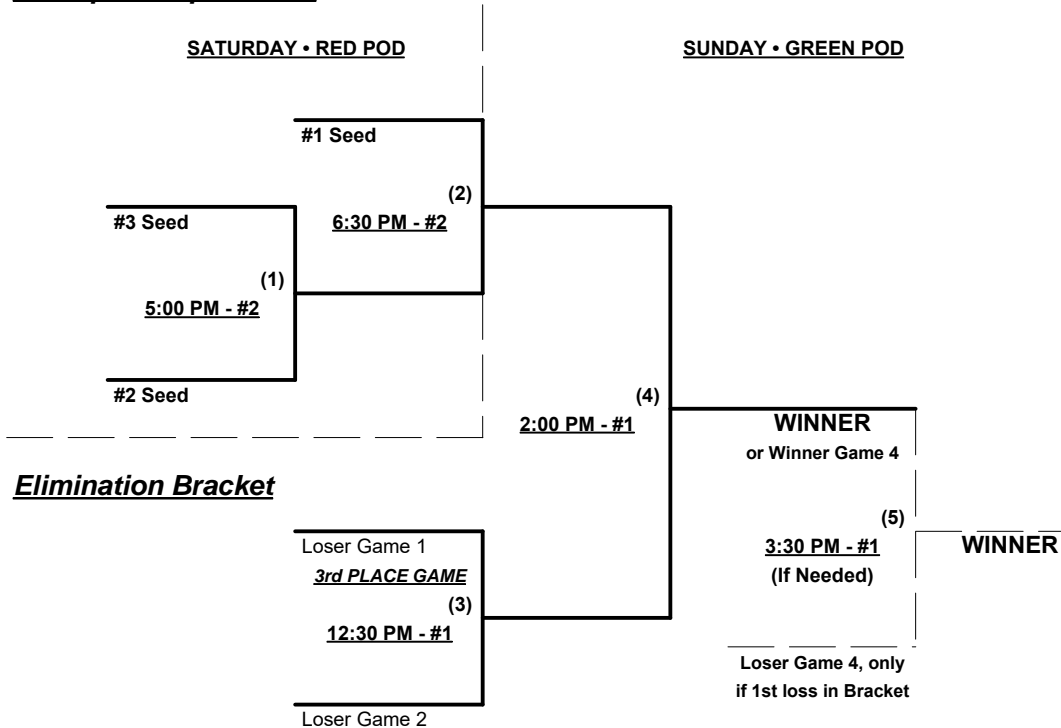 SATURDAY • RED POD
SUNDAY • GREEN POD
#1 Seed
(2)
6:30 PM - #2
#3 Seed
(1)
5:00 PM - #2
#2 Seed
(4)
2:00 PM - #1
WINNER
or Winner Game 4
Elimination Bracket
(5)
3:30 PM - #1
(If Needed)
WINNER
Loser Game 1
3rd PLACE GAME
(3)
12:30 PM - #1
Loser Game 4, only
if 1st loss in Bracket
Loser Game 2